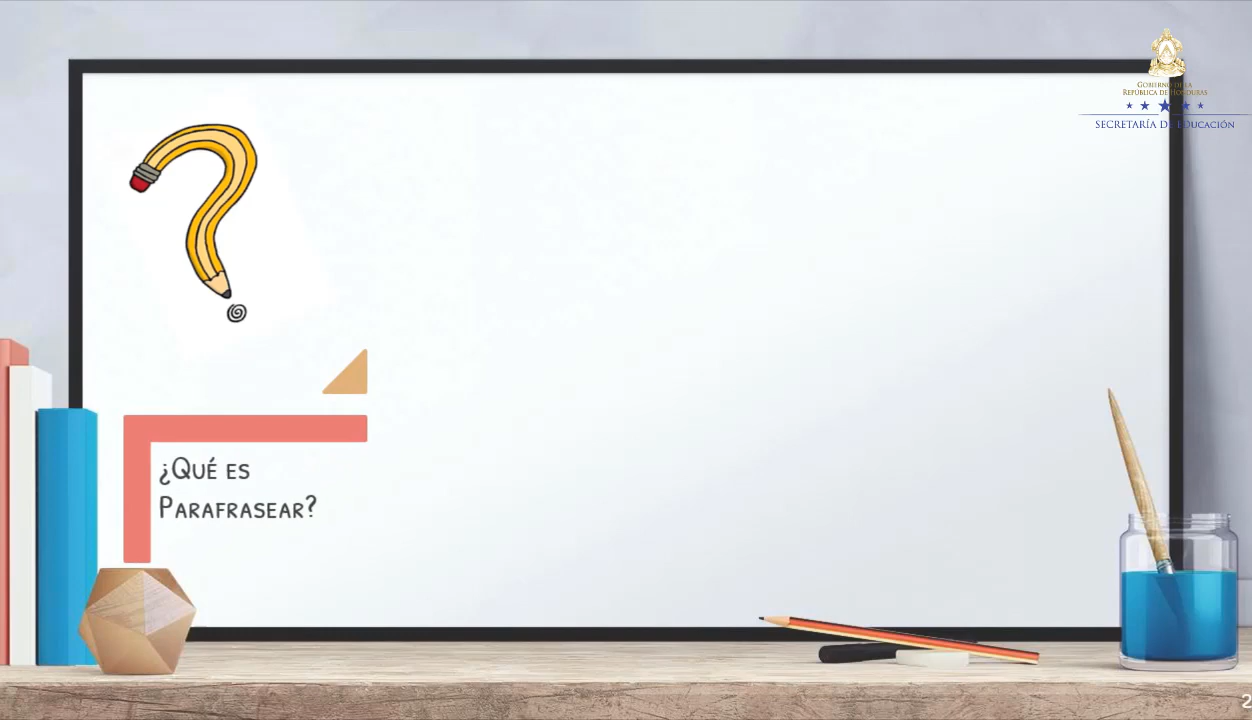 GOBIERNO DE LA
REPÚBLICA DE HONDURAS
SECRETARÍA DE EDUCACIÓN
¿QUÉ ES
PARAFRASEAR?
2